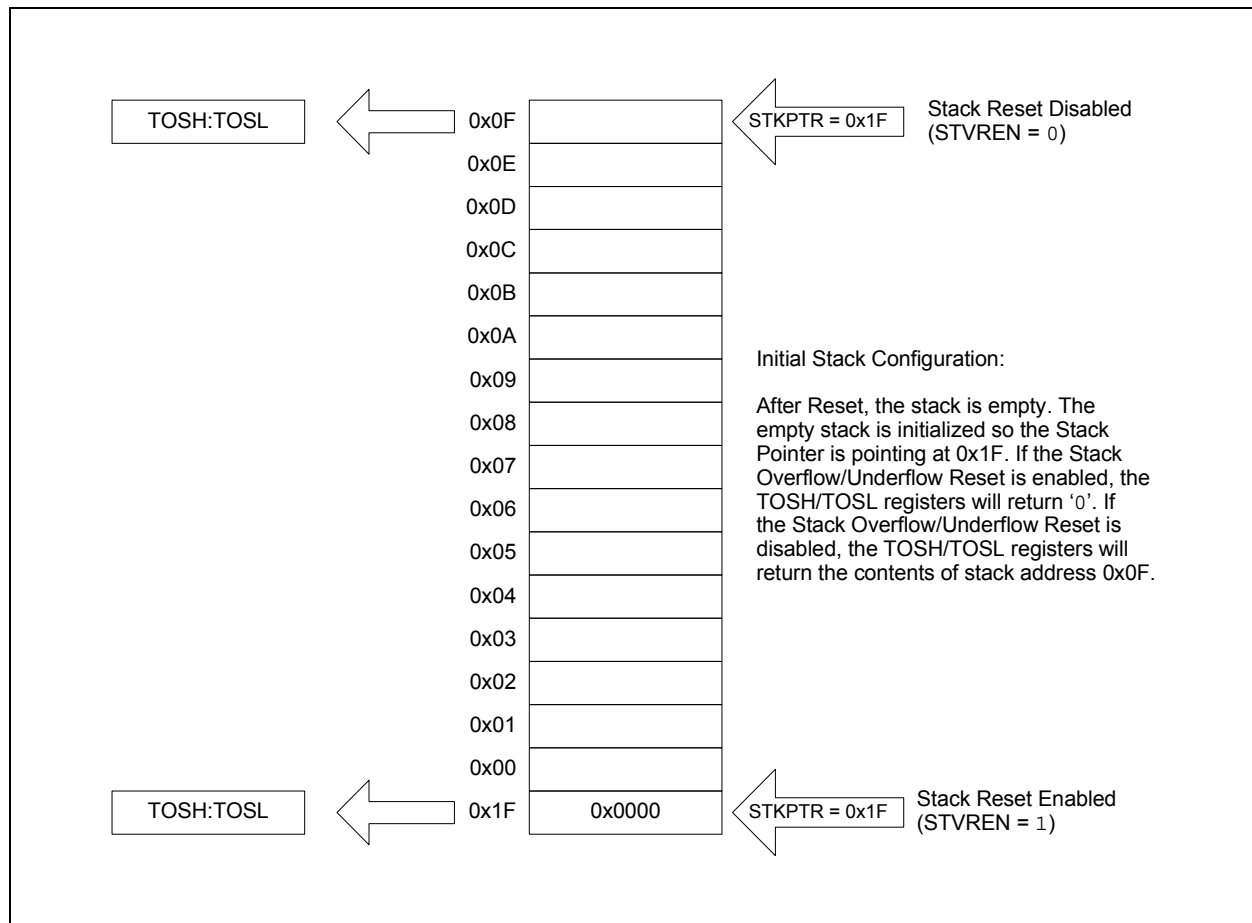 TOSH:TOSL
0x0F
STKPTR = 0x1F
Stack Reset Disabled
(STVREN = 0)
0x0E
0x0D
0x0C
0x0B
0x0A
0x09
0x08
0x07
0x06
0x05
0x04
0x03
0x02
0x01
0x00
Initial Stack Configuration:
After Reset, the stack is empty. The
empty stack is initialized so the Stack
Pointer is pointing at 0x1F. If the Stack
Overflow/Underflow Reset is enabled, the
TOSH/TOSL registers will return ‘0’. If
the Stack Overflow/Underflow Reset is
disabled, the TOSH/TOSL registers will
return the contents of stack address 0x0F.
TOSH:TOSL
0x1F
0x0000
STKPTR = 0x1F
Stack Reset Enabled
(STVREN = 1)